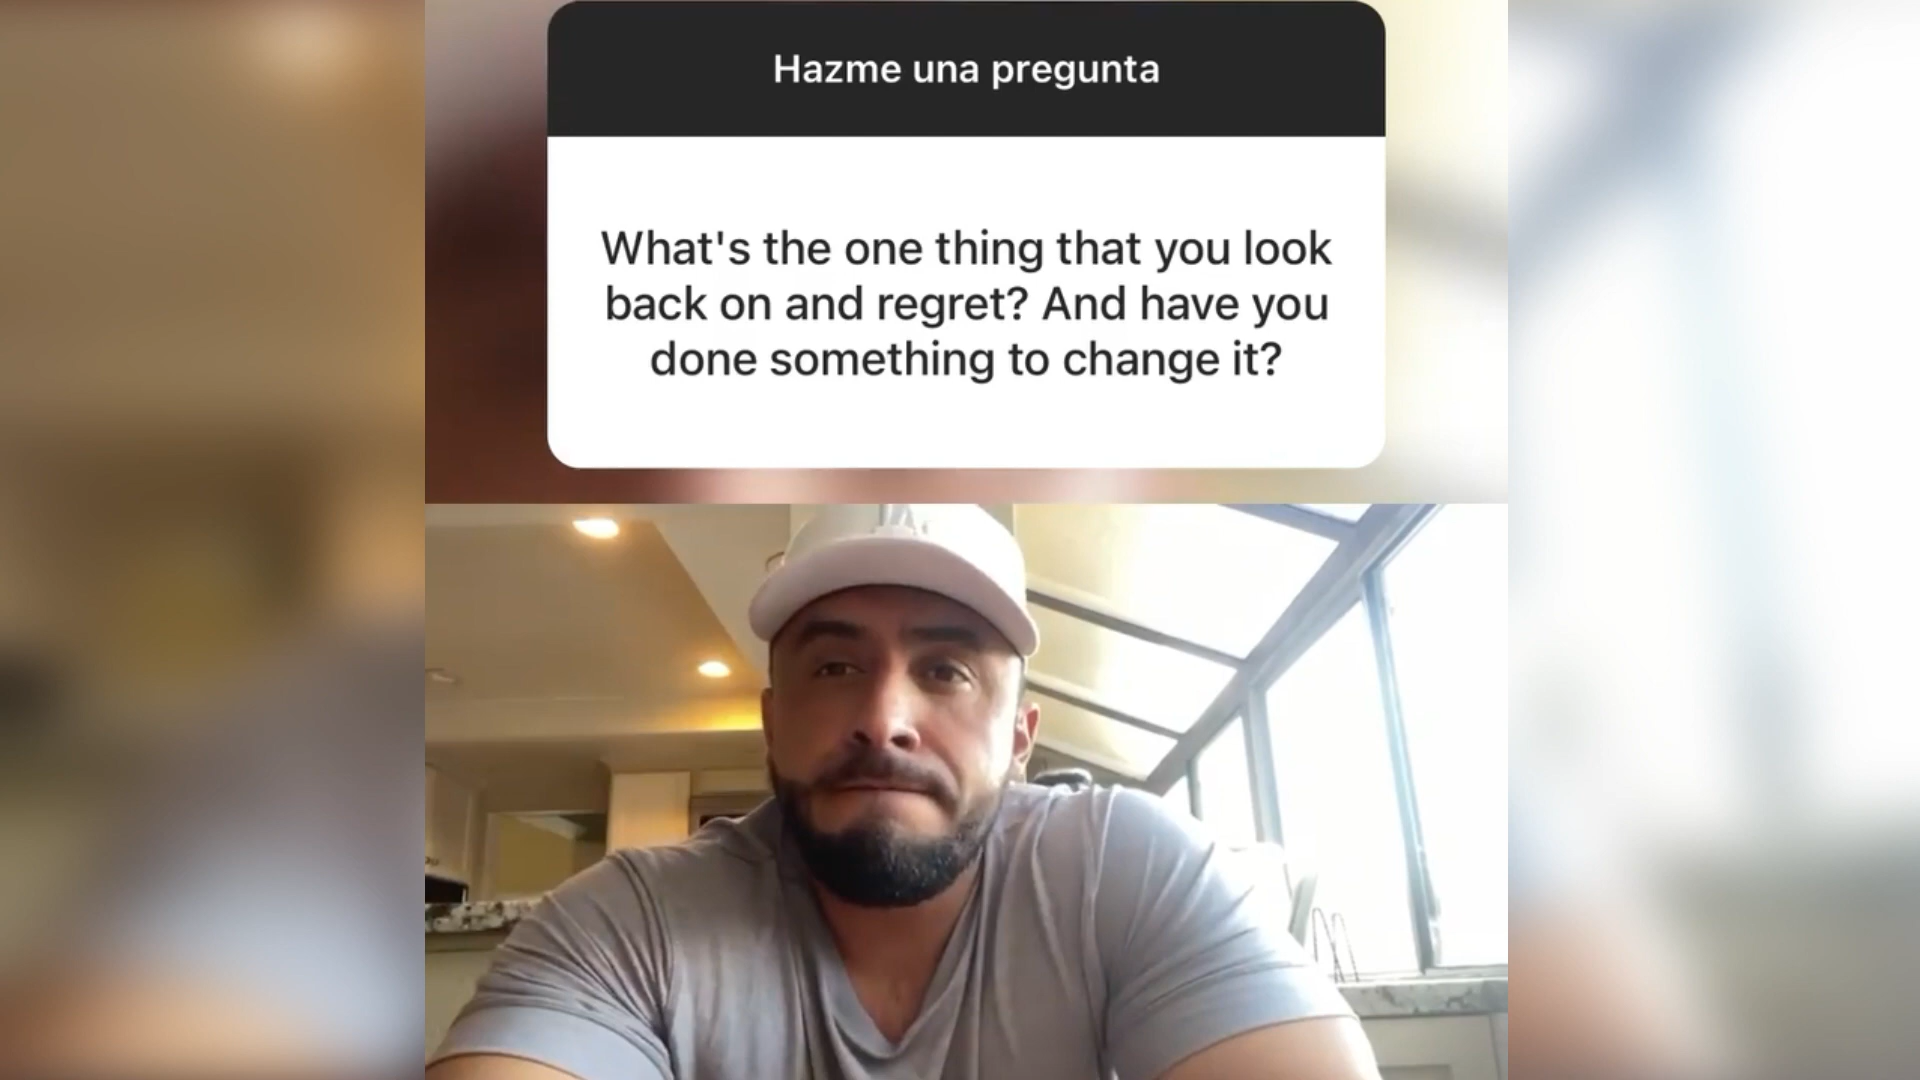 Hazme una pregunta
What's the one thing that you look
back on and regret? And have you
done something to change it?